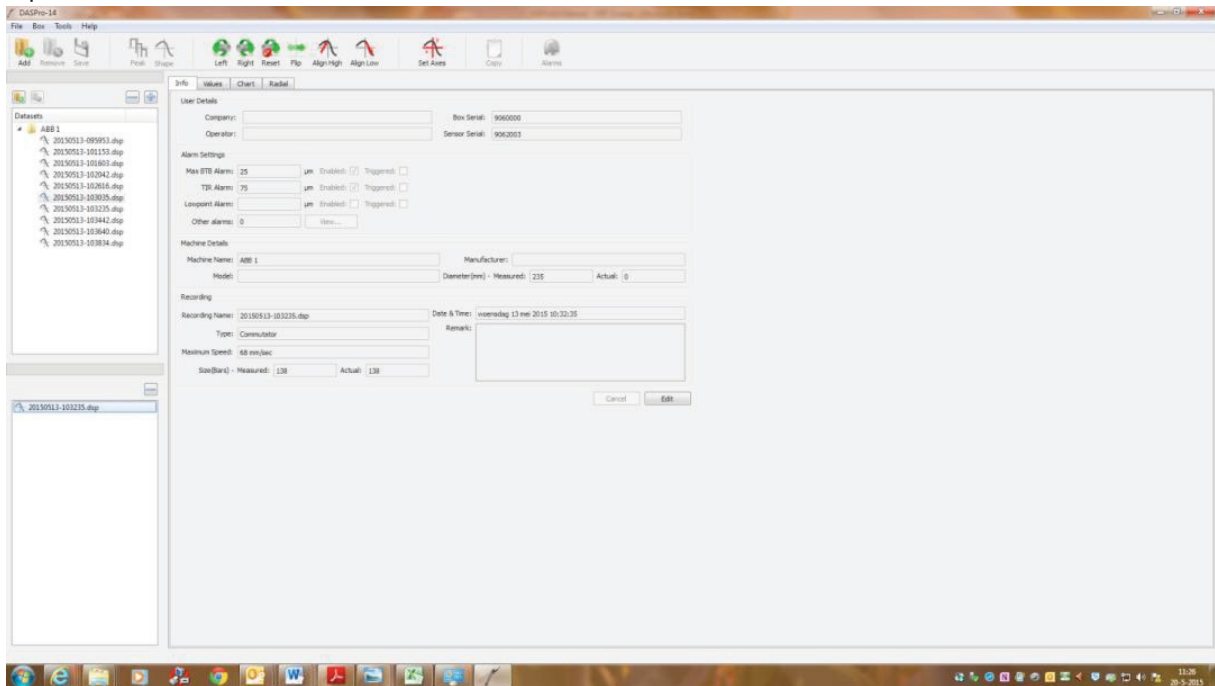 DASPro-14
File Box Tools Help
Add Remove Save Peak Shape Left Right Reset Flip Align High Align Low Set Axes Copy Alarms
Info Values Chart Radial
Datasets
ABB 1
20150513-095953.dsp
20150513-101153.dsp
20150513-101603.dsp
20150513-102042.dsp
20150513-102616.dsp
20150513-103035.dsp
20150513-103235.dsp
20150513-103442.dsp
20150513-103640.dsp
20150513-103834.dsp
20150513-103235.dsp
User Details
Company: Box Serial: 9060000
Operator: Sensor Serial: 9062003
Alarm Settings
Max BTB Alarm: 25 µm Enabled: Triggered:
TIR Alarm: 75 µm Enabled: Triggered:
Lowpoint Alarm: µm Enabled: Triggered:
Other alarms: 0 View...
Machine Details
Machine Name: ABB 1 Manufacturer:
Model: Diameter(mm) - Measured: 235 Actual: 0
Recording
Recording Name: 20150513-103235.dsp Date & Time: woensdag 13 mei 2015 10:32:35
Type: Commutator Remark:
Maximum Speed: 68 mm/sec
Size(Bars) - Measured: 138 Actual: 138
Cancel Edit
11:26
20-5-2015